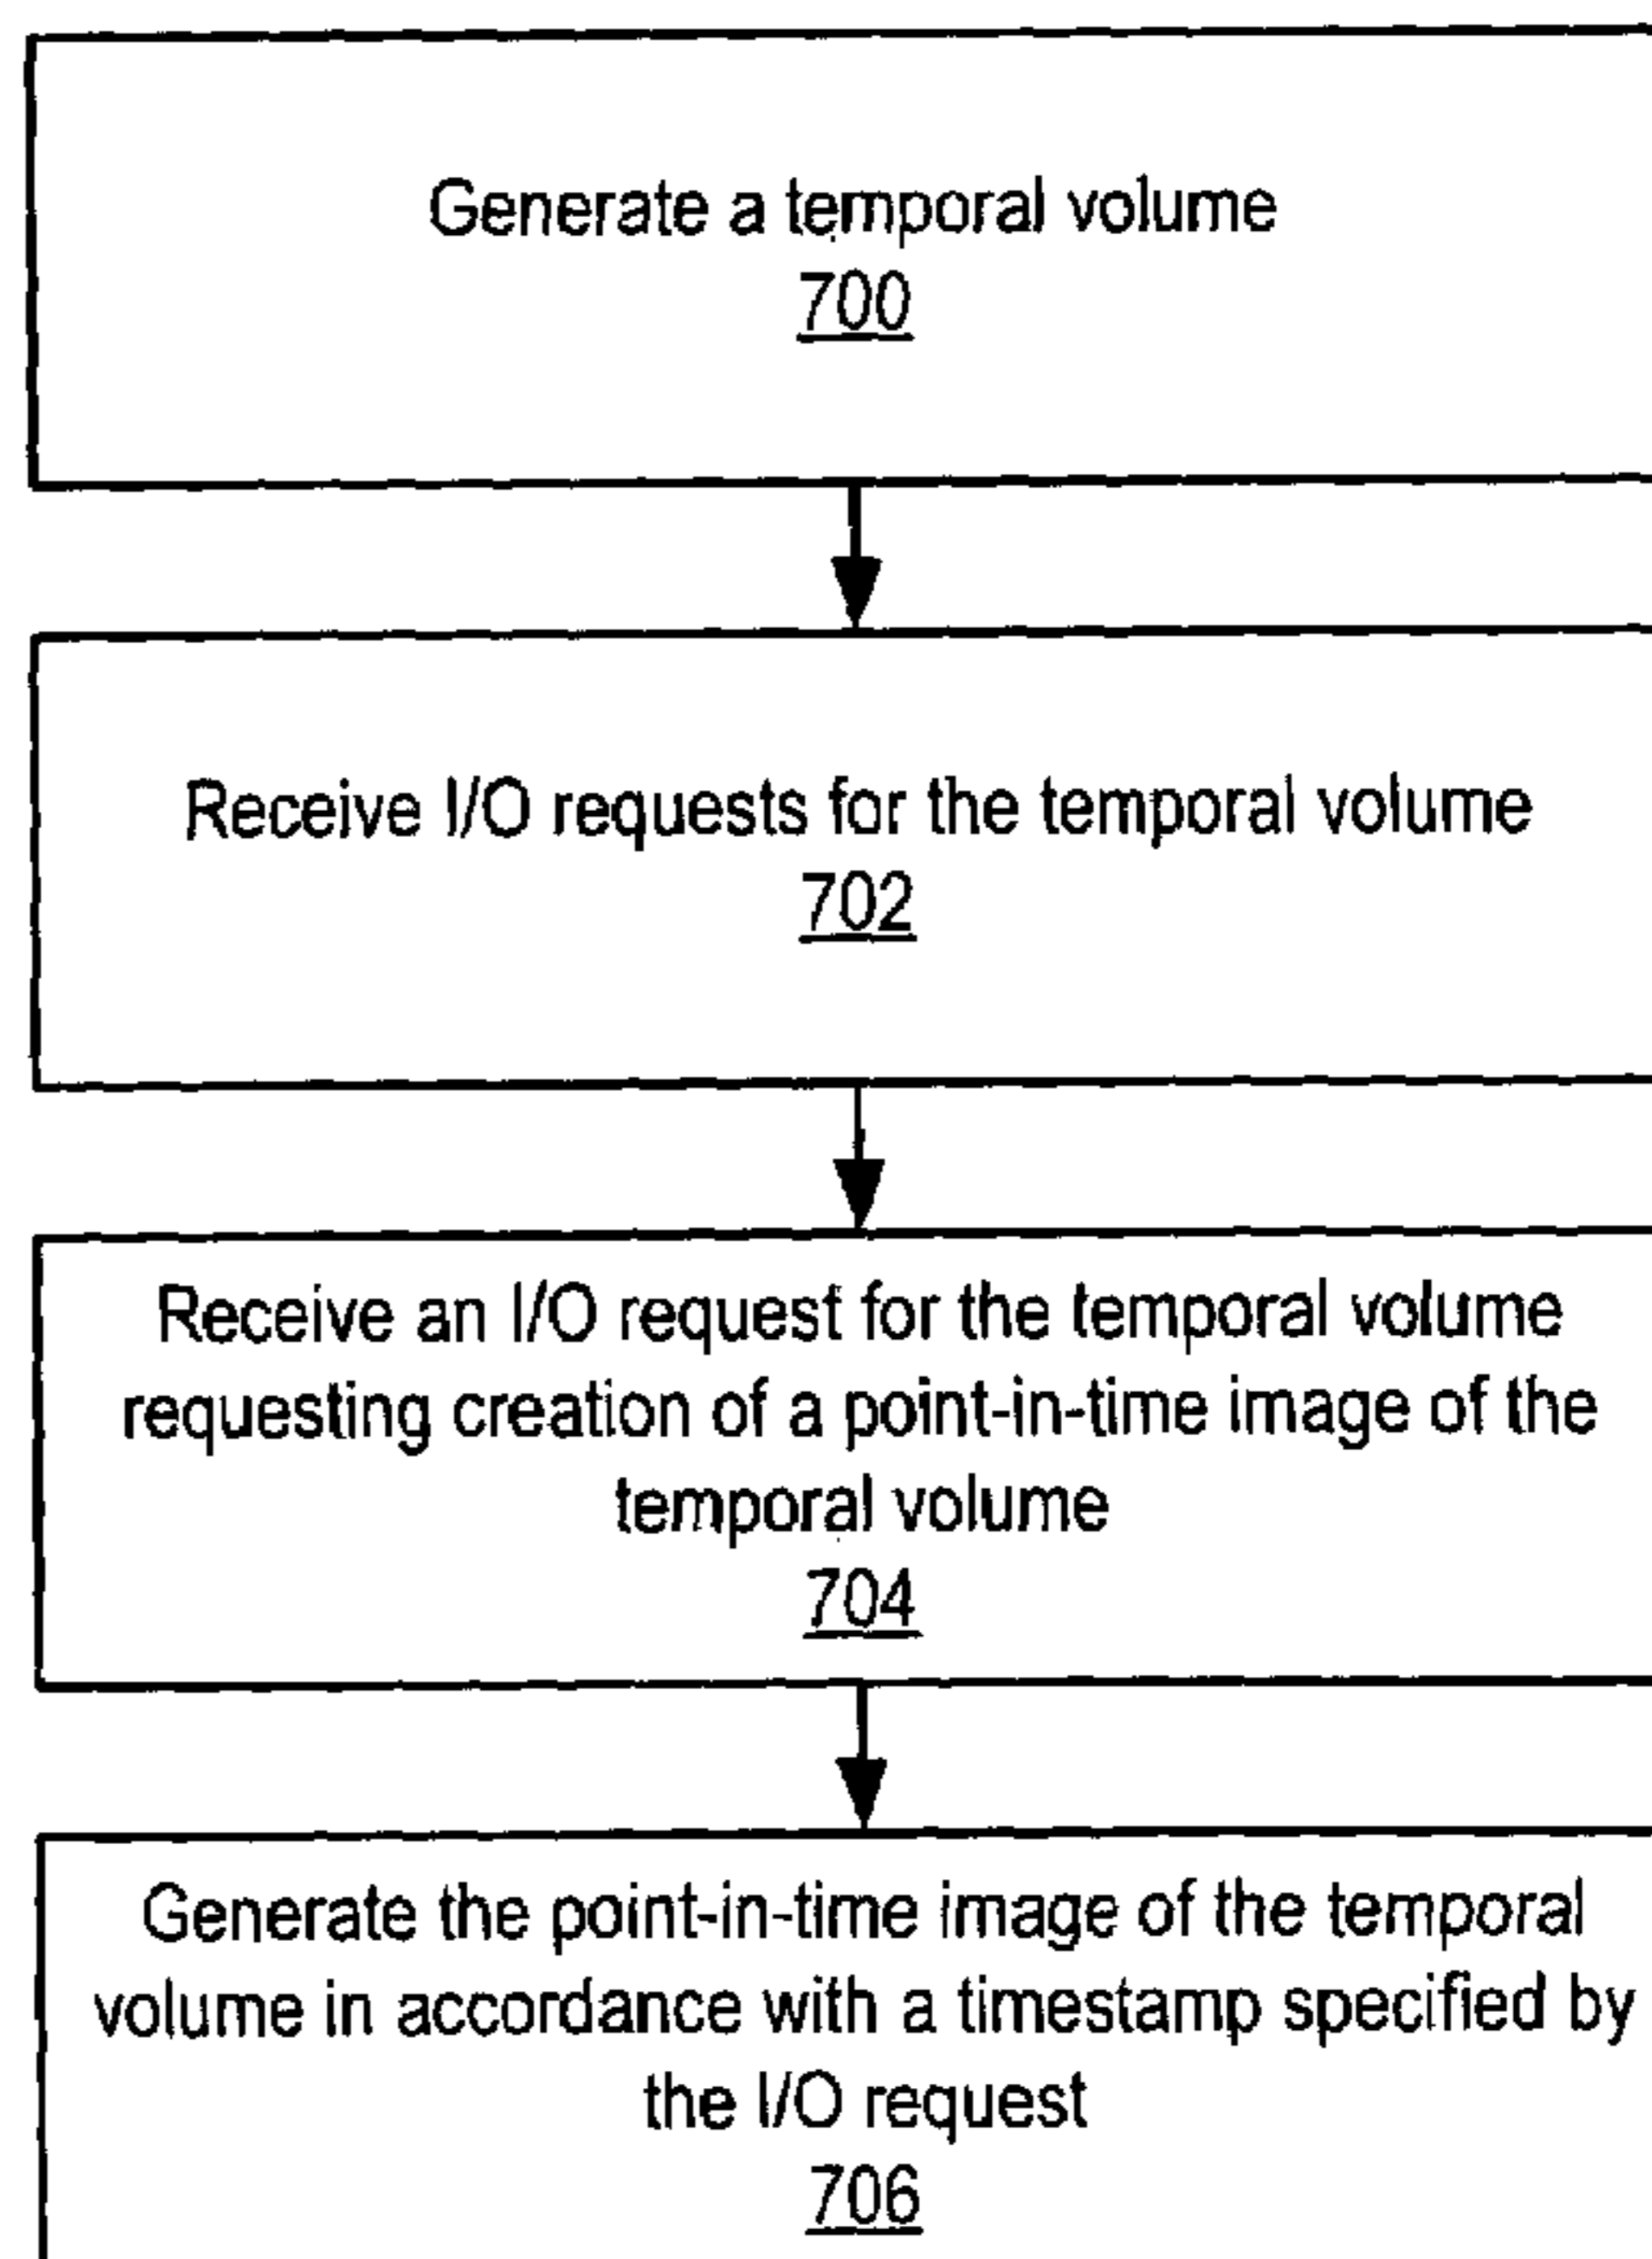 Generate a temporal volume
700
Receive I/O requests for the temporal volume
702
Receive an I/O request for the temporal volume
requesting creation of a point-in-time image of the
temporal volume
704
Generate the point-in-time image of the temporal
volume in accordance with a timestamp specified by
the I/O request
706